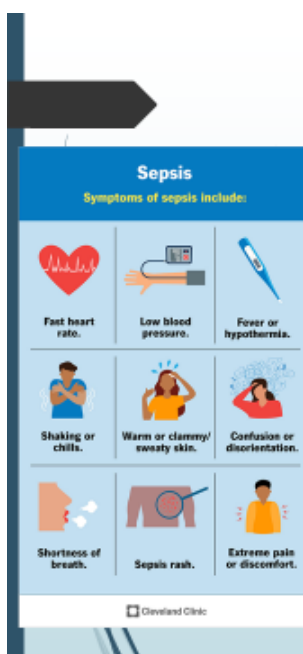 Sepsis
Symptoms of sepsis include:
Fast heart
rate.
Low blood
pressure.
Fever or
hypothermia.
Shaking or
chills.
Warm or clammy/
sweaty skin.
Confusion or
disorientation.
Shortness of
breath.
Sepsis rash.
Extreme pain
or discomfort.
Cleveland Clinic